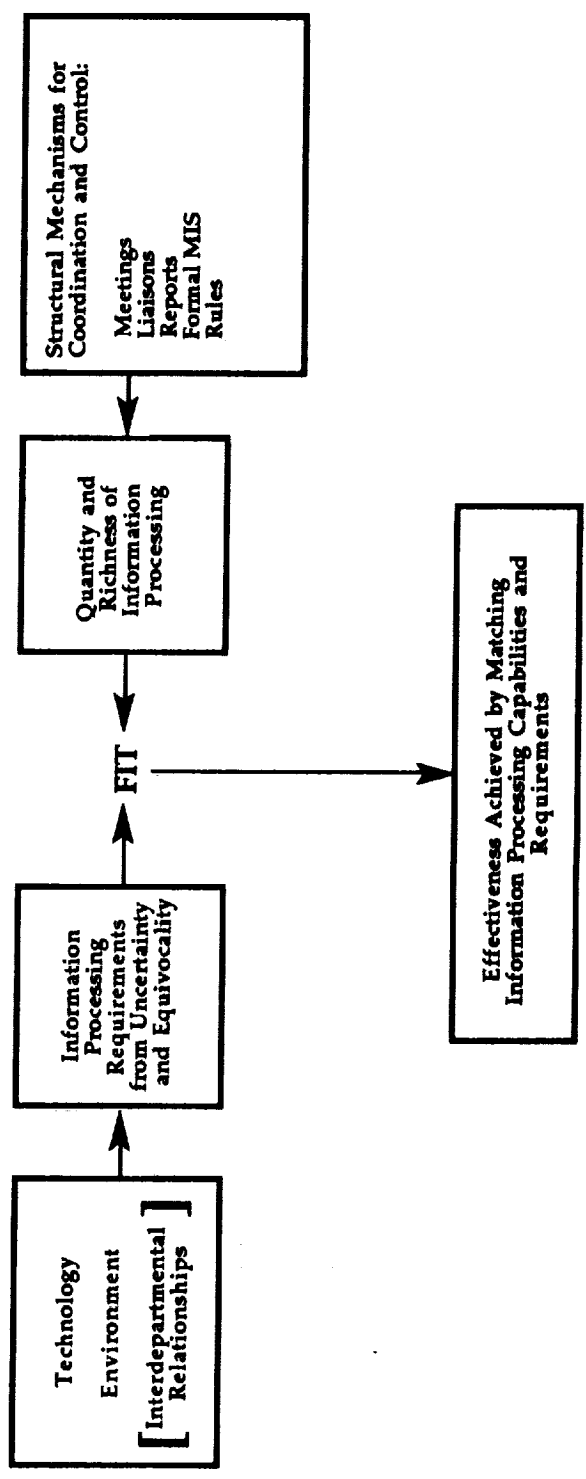 Technology
Environment
[Interdepartmental
Relationships]
Information
Processing
Requirements
from Uncertainty
and Equivocality
FIT
Quantity and
Richness of
Information
Processing
Structural Mechanisms for
Coordination and Control:
Meetings
Liaisons
Reports
Formal MIS
Rules
Effectiveness Achieved by Matching
Information Processing Capabilities and
Requirements